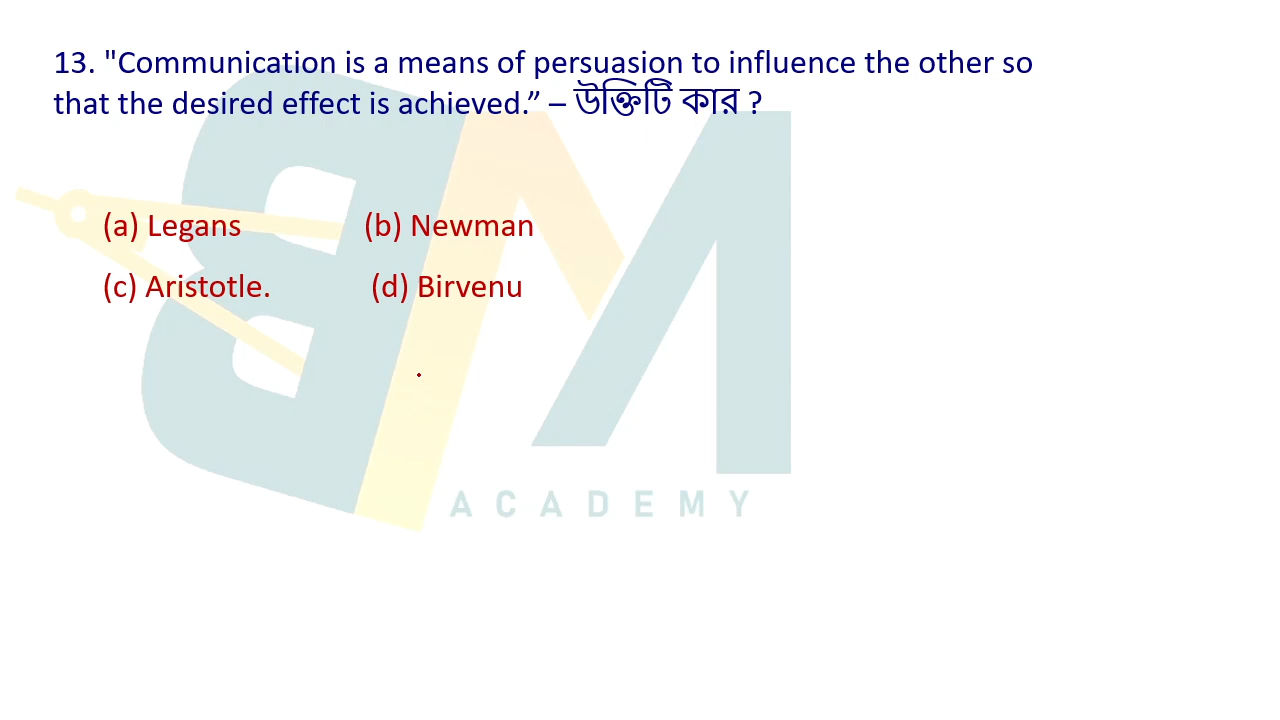 13. "Communication is a means of persuasion to influence the other so
that the desired effect is achieved.” – উক্তিটি কার ?
(a) Legans (b) Newman
(c) Aristotle. (d) Birvenu
ACADEMY